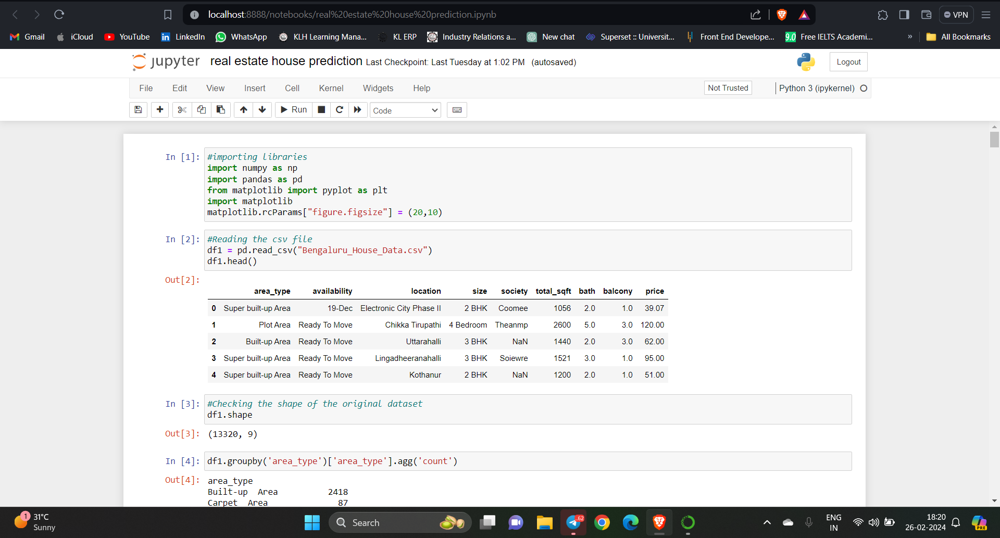 localhost:8888/notebooks/real%20estate%20house%20prediction.ipynb
VPN
Gmail iCloud YouTube LinkedIn WhatsApp KLH Learning Mana... KL ERP Industry Relations a... New chat Superset :: Universit... Front End Develope... 9.0 Free IELTS Academi... » All Bookmarks
jupyter real estate house prediction Last Checkpoint: Last Tuesday at 1:02 PM (autosaved) Logout
File Edit View Insert Cell Kernel Widgets Help Not Trusted Python 3 (ipykernel)
Run Code
In [1]: #importing libraries
import numpy as np
import pandas as pd
from matplotlib import pyplot as plt
import matplotlib
matplotlib.rcParams["figure.figsize"] = (20,10)
In [2]: #Reading the csv file
df1 = pd.read_csv("Bengaluru_House_Data.csv")
df1.head()
Out[2]:
area_type availability location size society total_sqft bath balcony price
0 Super built-up Area 19-Dec Electronic City Phase II 2 BHK Coomee 1056 2.0 1.0 39.07
1 Plot Area Ready To Move Chikka Tirupathi 4 Bedroom Theanmp 2600 5.0 3.0 120.00
2 Built-up Area Ready To Move Uttarahalli 3 BHK NaN 1440 2.0 3.0 62.00
3 Super built-up Area Ready To Move Lingadheeranahalli 3 BHK Soiewre 1521 3.0 1.0 95.00
4 Super built-up Area Ready To Move Kothanur 2 BHK NaN 1200 2.0 1.0 51.00
In [3]: #Checking the shape of the original dataset
df1.shape
Out[3]: (13320, 9)
In [4]: df1.groupby('area_type')['area_type'].agg('count')
Out[4]: area_type
Built-up  Area 2418
Carpet  Area 87
1 31°C
Sunny
Search
62
ENG
IN
18:20
26-02-2024
PRE